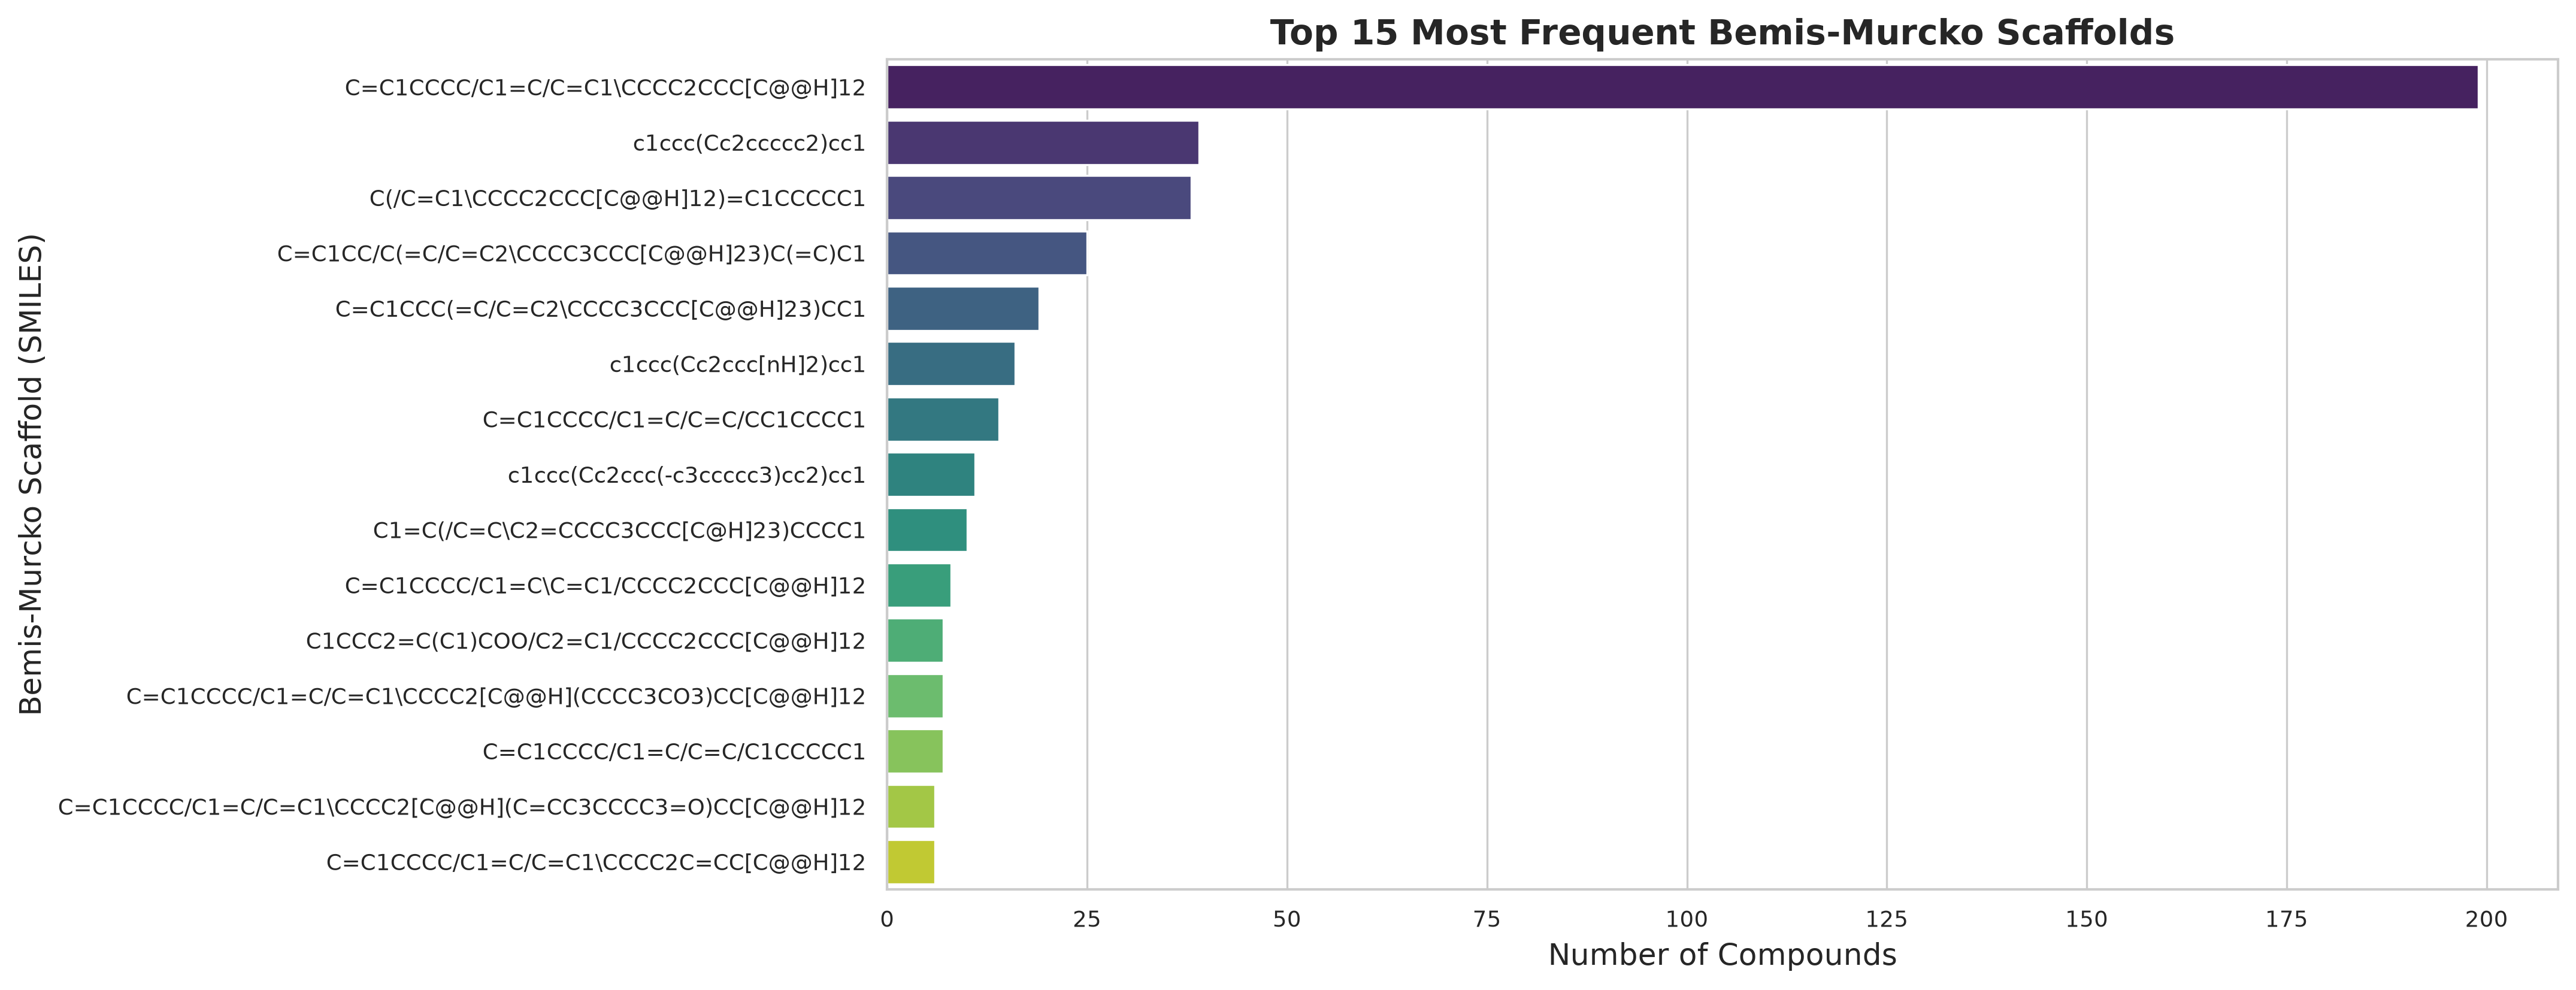 Top 15 Most Frequent Bemis-Murcko Scaffolds
Bemis-Murcko Scaffold (SMILES)
C=C1CCCC/C1=C/C=C1\CCCC2CCC[C@@H]12
c1ccc(Cc2ccccc2)cc1
C(/C=C1\CCCC2CCC[C@@H]12)=C1CCCCC1
C=C1CC/C(=C/C=C2\CCCC3CCC[C@@H]23)C(=C)C1
C=C1CCC(=C/C=C2\CCCC3CCC[C@@H]23)CC1
c1ccc(Cc2ccc[nH]2)cc1
C=C1CCCC/C1=C/C=C/CC1CCCC1
c1ccc(Cc2ccc(-c3ccccc3)cc2)cc1
C1=C(/C=C\C2=CCCC3CCC[C@H]23)CCCC1
C=C1CCCC/C1=C\C=C1/CCCC2CCC[C@@H]12
C1CCC2=C(C1)COO/C2=C1/CCCC2CCC[C@@H]12
C=C1CCCC/C1=C/C=C1\CCCC2[C@@H](CCCC3CO3)CC[C@@H]12
C=C1CCCC/C1=C/C=C/C1CCCCC1
C=C1CCCC/C1=C/C=C1\CCCC2[C@@H](C=CC3CCCC3=O)CC[C@@H]12
C=C1CCCC/C1=C/C=C1\CCCC2C=CC[C@@H]12
0 25 50 75 100 125 150 175 200
Number of Compounds